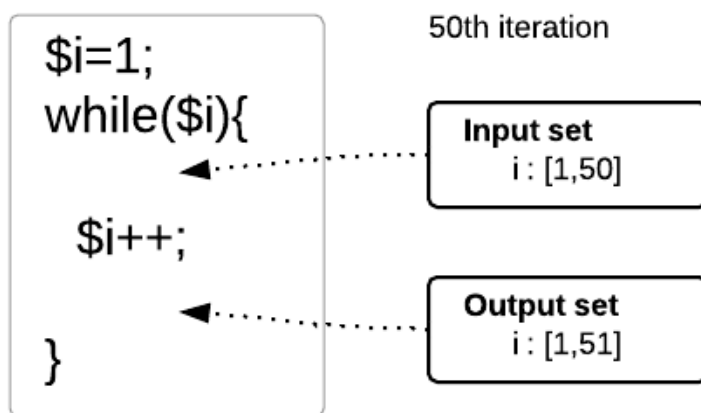 $i=1;
while($i){
$i++;
}
50th iteration
Input set
i : [1,50]
Output set
i : [1,51]